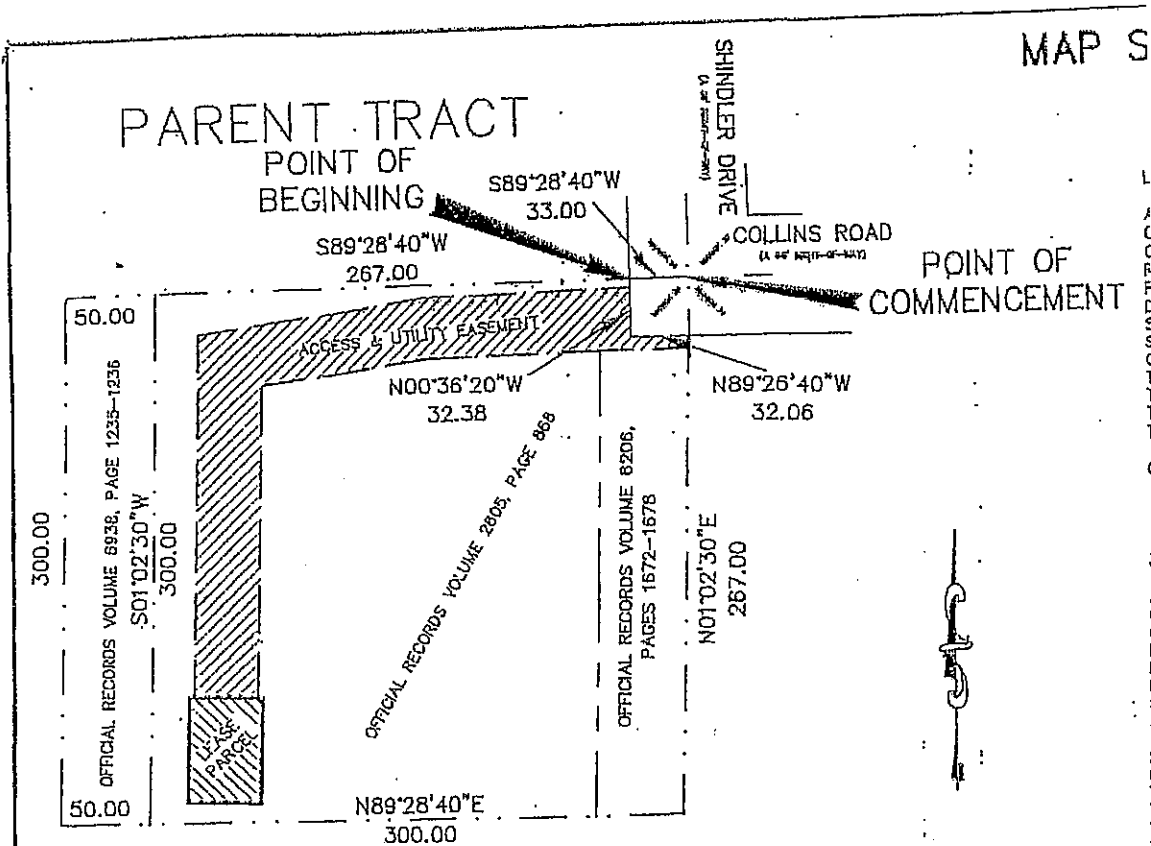 MAP S
PARENT TRACT
POINT OF
BEGINNING
S89°28'40"W
33.00
SHINDLER DRIVE
COLLINS ROAD
POINT OF
COMMENCEMENT
S89°28'40"W
267.00
50.00
ACCESS & UTILITY EASEMENT
N00°36'20"W
32.38
N89°26'40"W
32.06
300.00
OFFICIAL RECORDS VOLUME 6938, PAGE 1235-1236
S01°02'30"W
300.00
OFFICIAL RECORDS VOLUME 2805, PAGE 868
OFFICIAL RECORDS VOLUME 8206,
PAGES 1672-1678
N01°02'30"E
267.00
LEASE
PARCEL
50.00
N89°28'40"E
300.00